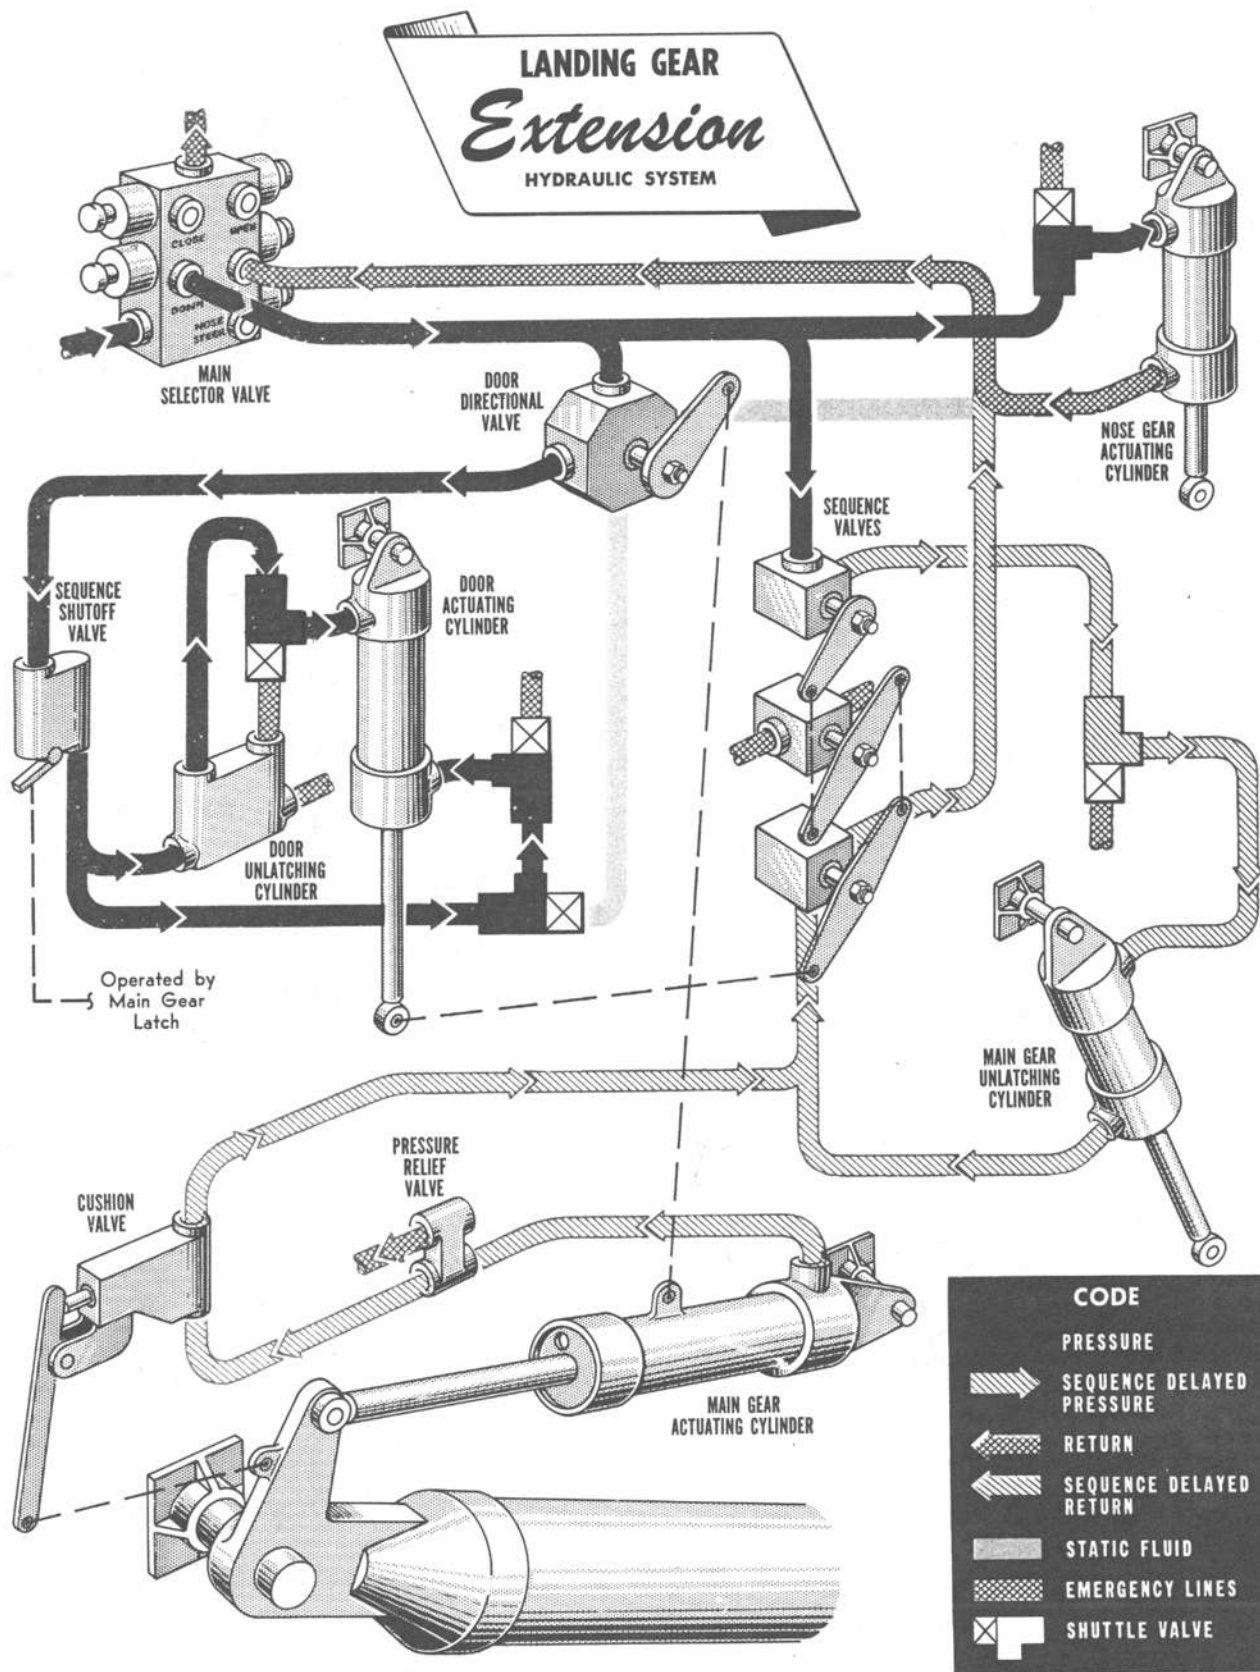 LANDING GEAR
Extension
HYDRAULIC SYSTEM
CLOSE
OPEN
DOWN
NOSE
STEER
MAIN
SELECTOR VALVE
DOOR
DIRECTIONAL
VALVE
NOSE GEAR
ACTUATING
CYLINDER
SEQUENCE
VALVES
SEQUENCE
SHUTOFF
VALVE
DOOR
ACTUATING
CYLINDER
DOOR
UNLATCHING
CYLINDER
Operated by
Main Gear
Latch
MAIN GEAR
UNLATCHING
CYLINDER
PRESSURE
RELIEF
VALVE
CUSHION
VALVE
MAIN GEAR
ACTUATING CYLINDER
CODE
PRESSURE
SEQUENCE DELAYED
PRESSURE
RETURN
SEQUENCE DELAYED
RETURN
STATIC FLUID
EMERGENCY LINES
SHUTTLE VALVE